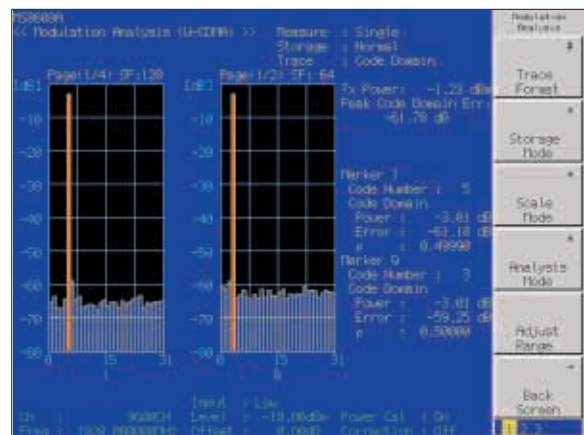 MS8608A
<< Modulation Analysis (W-CDMA) >>
Measure : Single
Storage : Normal
Trace : Code Domain
Page(1/4) SF:128
Page(1/2) SF: 64
[dB]
[dB]
Tx Power: -1.23 dBm
Peak Code Domain Err:
-61.78 dB
-10
-20
-30
-40
-50
-60
-70
-80
-10
-20
-30
-40
-50
-60
-70
-80
Marker I
Code Number : 5
Code Domain
Power : -3.01 dB
Error : -61.18 dB
ρ : 0.49990
Marker Q
Code Number : 3
Code Domain
Power : -3.01 dB
Error : -59.25 dB
ρ : 0.50000
0 15 31
0 15 31
I
Q
Input : Low
CH : 9600CH
Level : -10.00dBm
Power Cal : On
Freq : 1920.000000MHz
Offset : 0.00dB
Correction : Off
Modulation
Analysis
#
Trace
Format
*
Storage
Mode
*
Scale
Mode
*
Analysis
Mode
Adjust
Range
Back
Screen
1 2 3